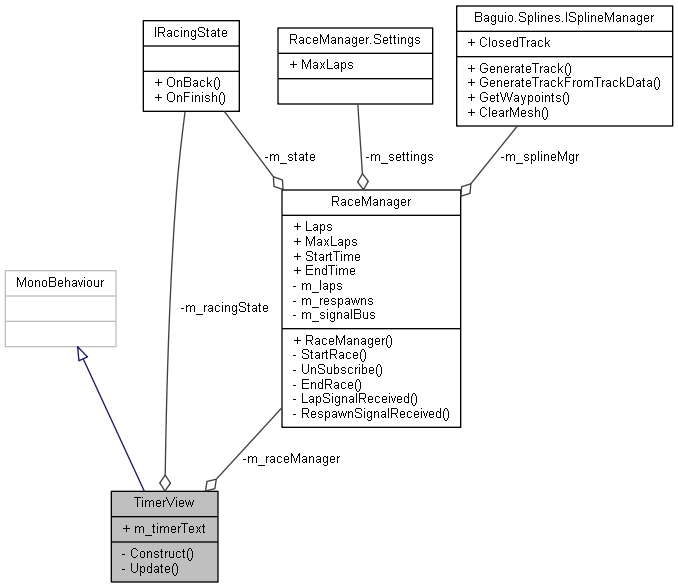 IRacingState
+ OnBack()
+ OnFinish()
RaceManager.Settings
+ MaxLaps
Baguio.Splines.ISplineManager
+ ClosedTrack
+ GenerateTrack()
+ GenerateTrackFromTrackData()
+ GetWaypoints()
+ ClearMesh()
-m_state
-m_settings
-m_splineMgr
RaceManager
+ Laps
+ MaxLaps
+ StartTime
+ EndTime
- m_laps
- m_respawns
- m_signalBus
+ RaceManager()
- StartRace()
- UnSubscribe()
- EndRace()
- LapSignalReceived()
- RespawnSignalReceived()
MonoBehaviour
-m_racingState
-m_raceManager
TimerView
+ m_timerText
- Construct()
- Update()